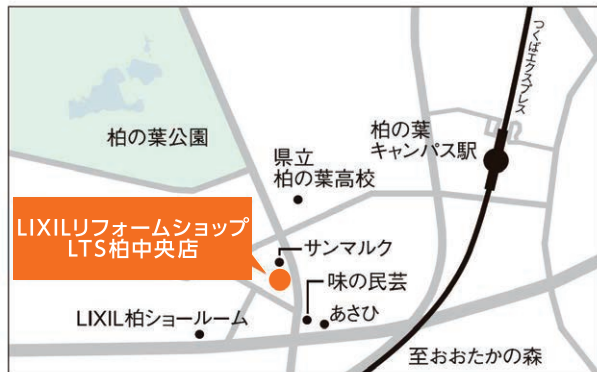 つくばエクスプレス
柏の葉公園
柏の葉
キャンパス駅
県立
柏の葉高校
LIXILリフォームショップ
LTS柏中央店
サンマルク
味の民芸
あさひ
LIXIL柏ショールーム
至おおたかの森